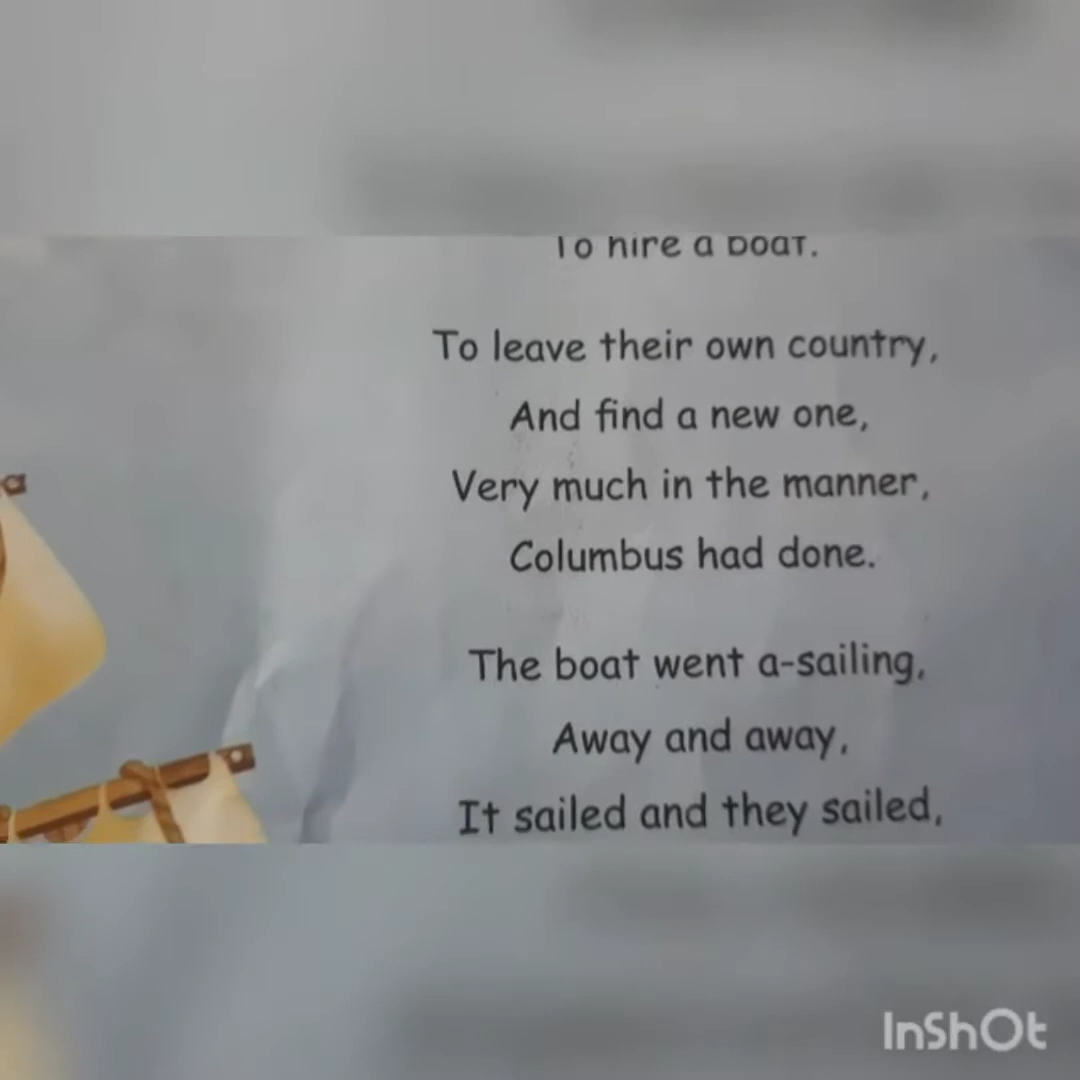 To hire a boat.
To leave their own country,
And find a new one,
Very much in the manner,
Columbus had done.
The boat went a-sailing,
Away and away,
It sailed and they sailed,
InShOt